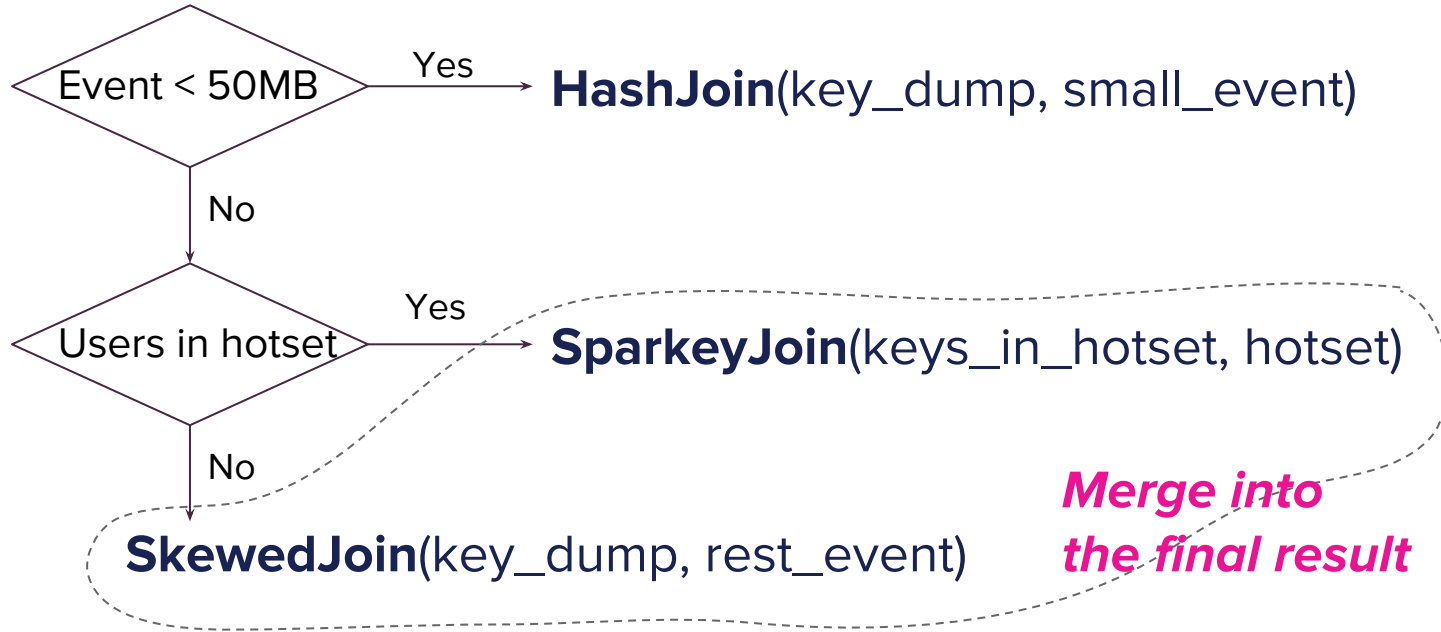 Event < 50MB
Yes
HashJoin(key_dump, small_event)
No
Users in hotset
Yes
SparkeyJoin(keys_in_hotset, hotset)
No
SkewedJoin(key_dump, rest_event)
Merge into
the final result